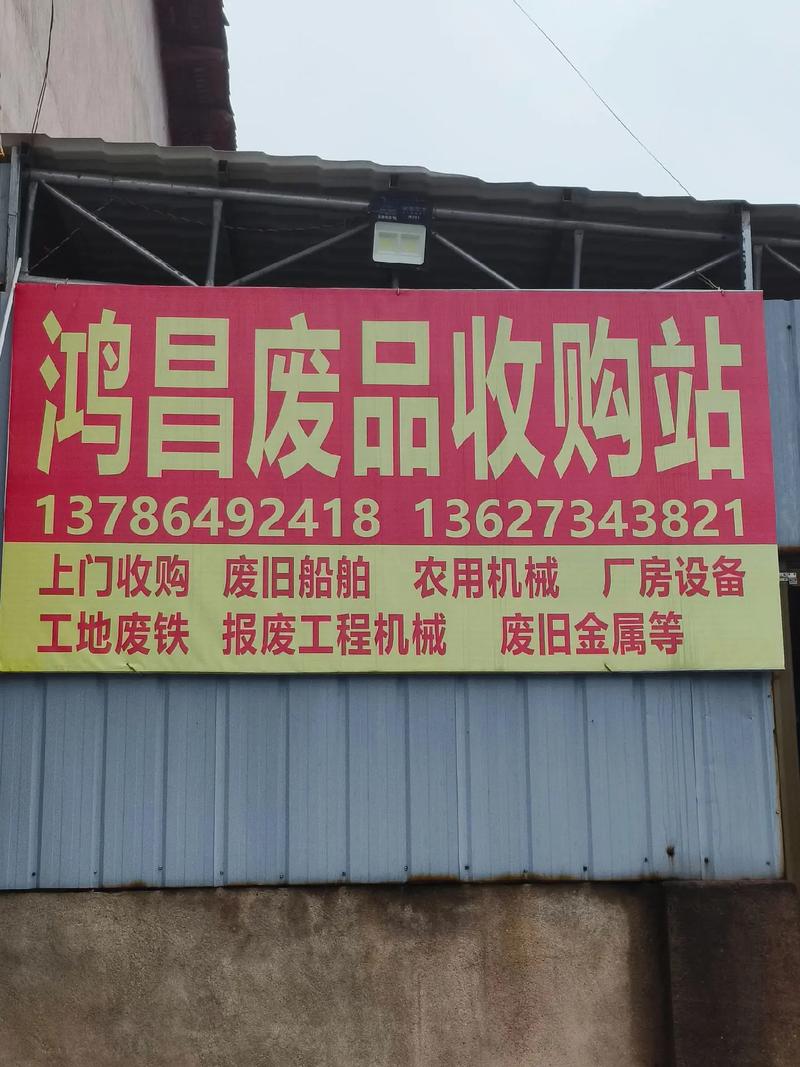 鸿昌废品收购站
13786492418 13627343821
上门收购 废旧船舶 农用机械 厂房设备
工地废铁 报废工程机械 废旧金属等